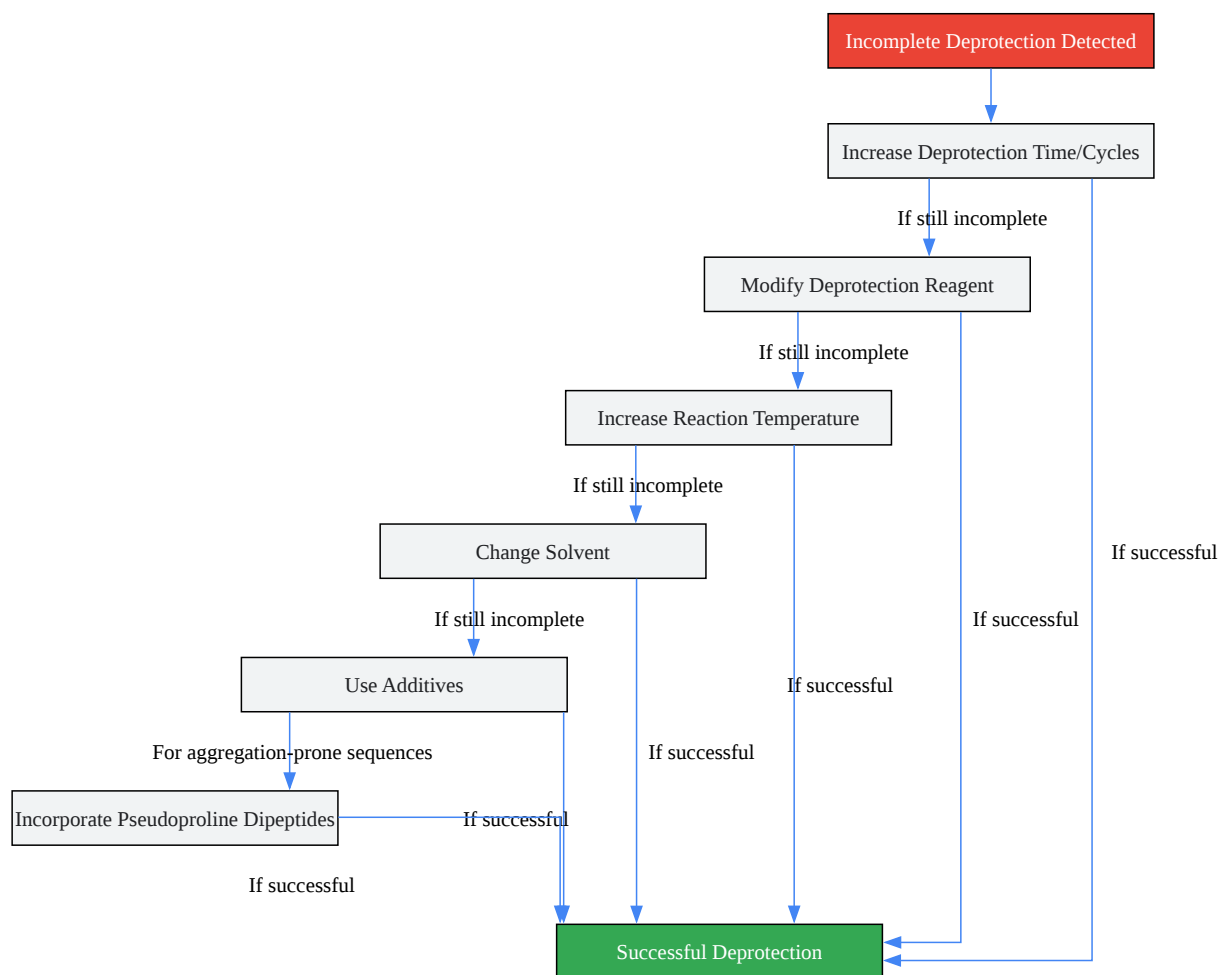 Incomplete Deprotection Detected
Increase Deprotection Time/Cycles
If still incomplete
Modify Deprotection Reagent
If still incomplete
Increase Reaction Temperature
If still incomplete
Change Solvent
If successful
If still incomplete
If successful
Use Additives
If successful
For aggregation-prone sequences
If successful
Incorporate Pseudoproline Dipeptides
If successful
If successful
Successful Deprotection